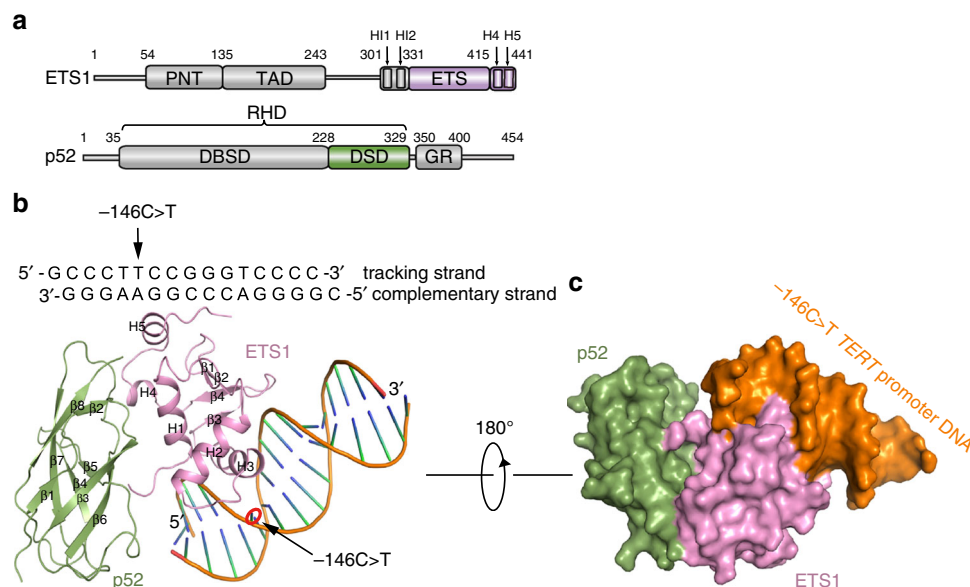 a
HI1 HI2 H4 H5
1 54 135 243 301 331 415 441
ETS1 PNT TAD ETS
RHD
1 35 228 329 350 400 454
p52 DBSD DSD GR
b
−146C>T
5′ -G C C C T T C C G G G T C C C C -3′ tracking strand
3′-G G G A A G G C C C A G G G G C -5′ complementary strand
H5
ETS1
β1
β2
H4
β4
3′
β8 β2
H1
β3
H2
H3
β7
β5
β4
β1
β3
β6
5′
−146C>T
p52
180°
c
p52
−146C>T TERT promoter DNA
ETS1